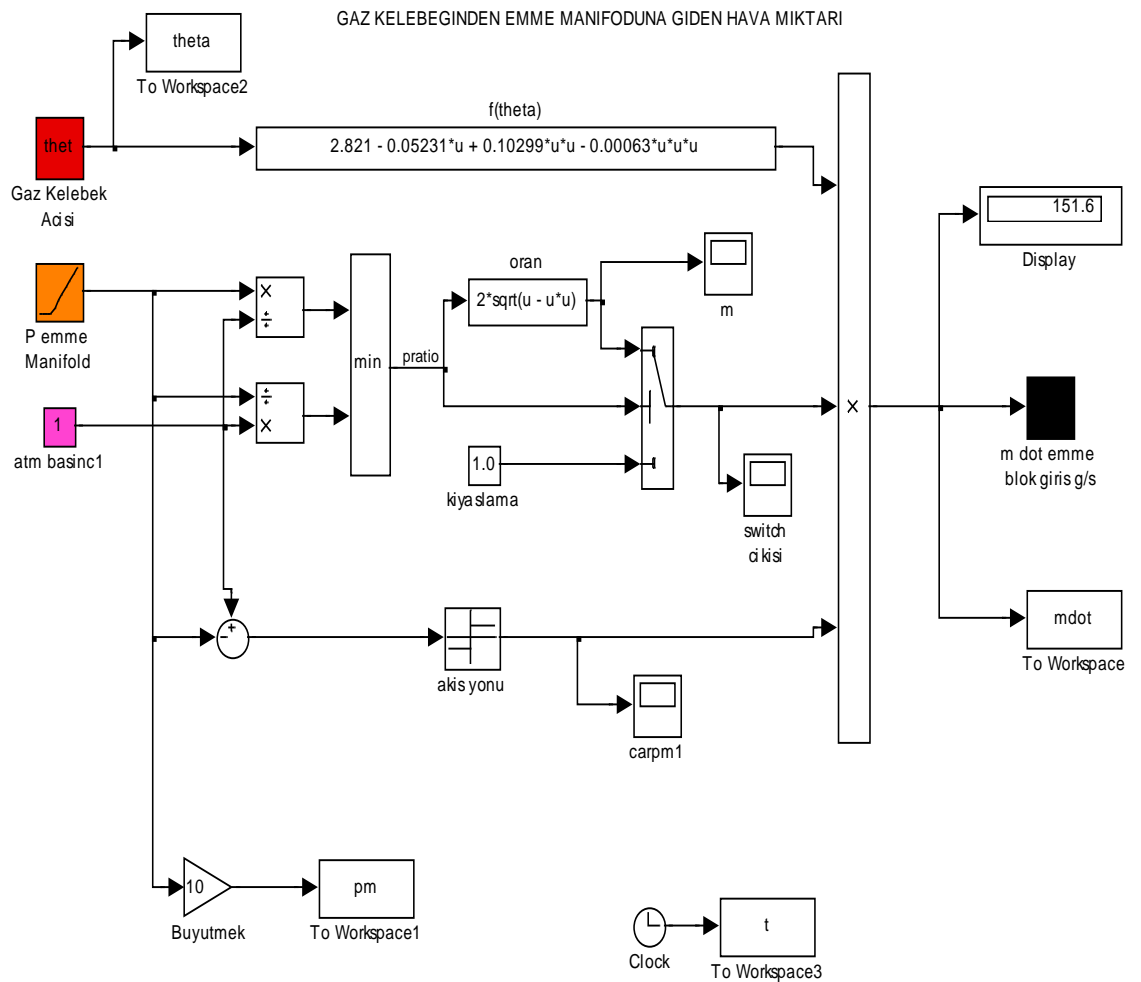 GAZ KELEBEGINDEN EMME MANIFODUNA GIDEN HAVA MIKTARI
theta
To Workspace2
f(theta)
thet
2.821 - 0.05231*u + 0.10299*u*u - 0.00063*u*u*u
Gaz Kelebek
Acisi
151.6
Display
oran
2*sqrt(u - u*u)
m
P emme
Manifold
×
÷
min
pratio
÷
×
1
atm basinc1
×
m dot emme
blok giris g/s
1.0
kiyaslama
switch
cikisi
+
-
akis yonu
mdot
To Workspace
carpm1
10
Buyutmek
pm
To Workspace1
Clock
t
To Workspace3